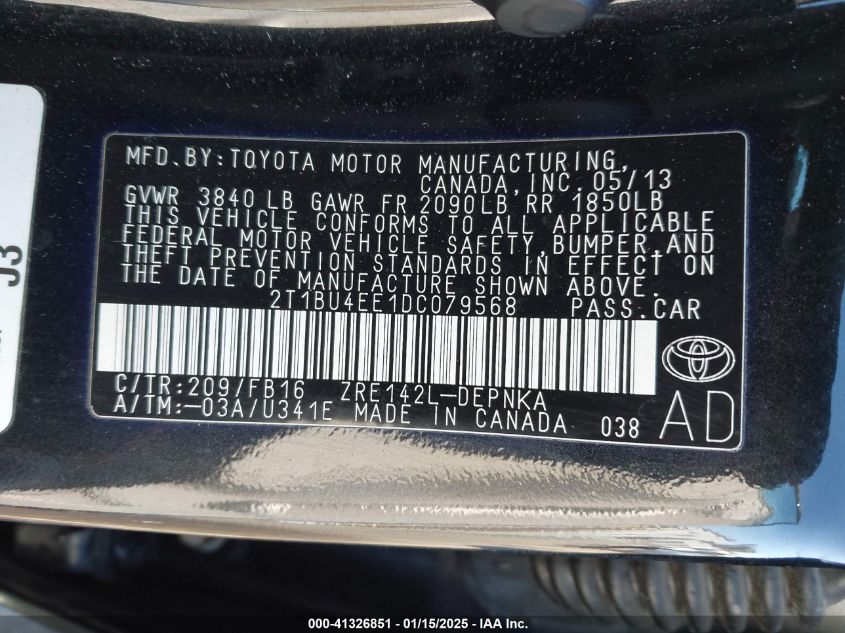 MFD.BY:TOYOTA MOTOR MANUFACTURING,
CANADA,INC. 05/13
GVWR 3840 LB GAWR FR 2090LB RR 1850LB
THIS VEHICLE CONFORMS TO ALL APPLICABLE
FEDERAL MOTOR VEHICLE SAFETY,BUMPER,AND
THEFT PREVENTION STANDARDS IN EFFECT ON
THE DATE OF MANUFACTURE SHOWN ABOVE.
2T1BU4EE1DC079568 PASS.CAR
C/TR:209/FB16 ZRE142L-DEPNKA
A/TM:-03A/U341E MADE IN CANADA 038 AD
J3
000-41326851 - 01/15/2025 - IAA Inc.